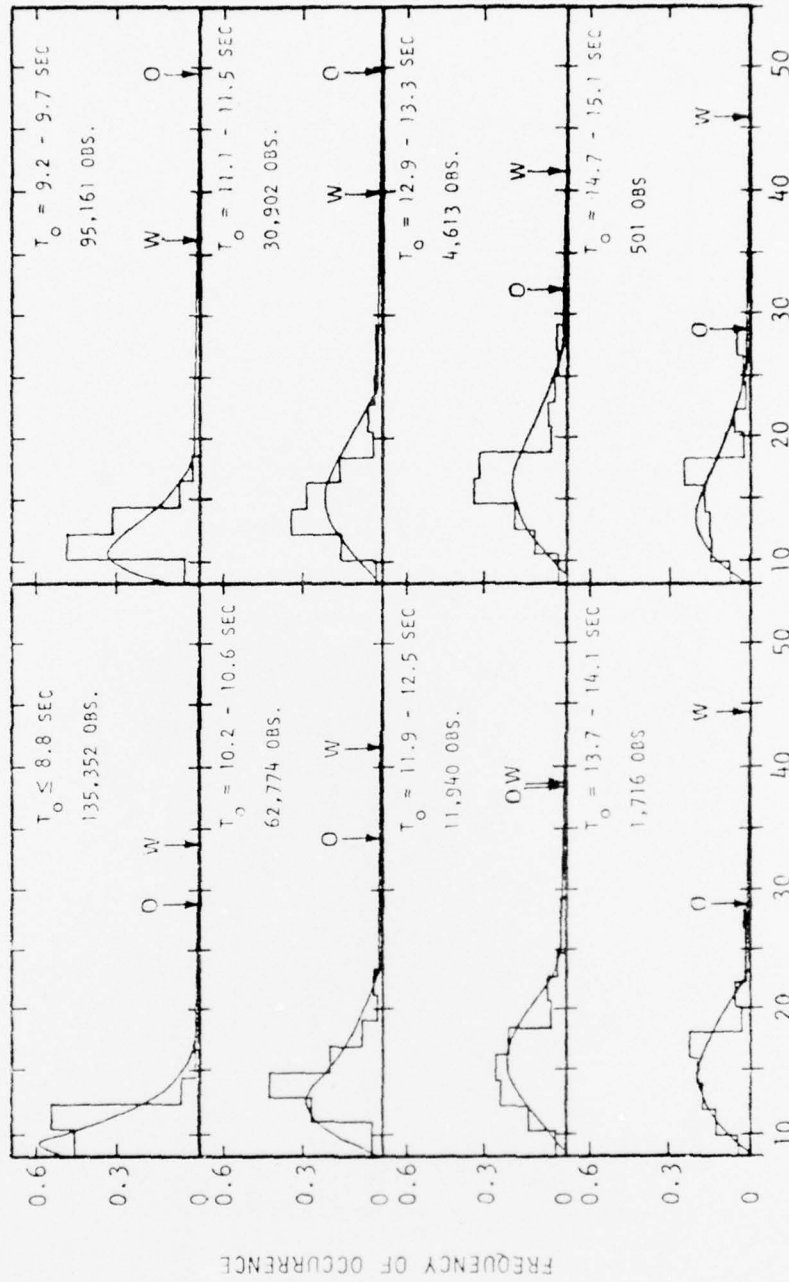 FREQUENCY OF OCCURRENCE
0.6
0.3
0
T₀ ≤ 8.8 SEC
135,352 OBS.
O
W
T₀ = 9.2 - 9.7 SEC
95,161 OBS.
W
O
0.6
0.3
0
T₀ = 10.2 - 10.6 SEC
62,774 OBS.
O
W
T₀ = 11.1 - 11.5 SEC
30,902 OBS.
W
O
0.6
0.3
0
T₀ = 11.9 - 12.5 SEC
11,940 OBS.
O W
T₀ = 12.9 - 13.3 SEC
4,613 OBS.
O
W
0.6
0.3
0
T₀ = 13.7 - 14.1 SEC
1,716 OBS
O
W
T₀ = 14.7 - 15.1 SEC
501 OBS
O
W
10 20 30 40 50 10 20 30 40 50